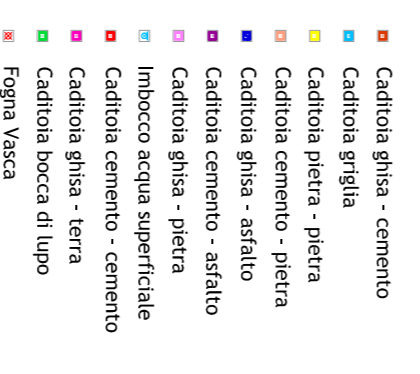 Caditoia ghisa - cemento
Caditoia griglia
Caditoia pietra - pietra
Caditoia cemento - pietra
Caditoia ghisa - asfalto
Caditoia cemento - asfalto
Caditoia ghisa - pietra
Imbocco acqua superficiale
Caditoia cemento - cemento
Caditoia ghisa - terra
Caditoia bocca di lupo
Fogna Vasca